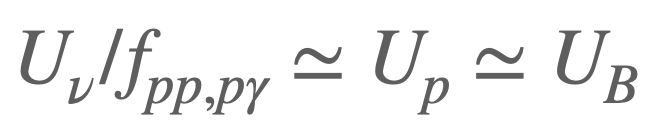 U_ν/f_{pp,pγ} ≃ U_p ≃ U_B